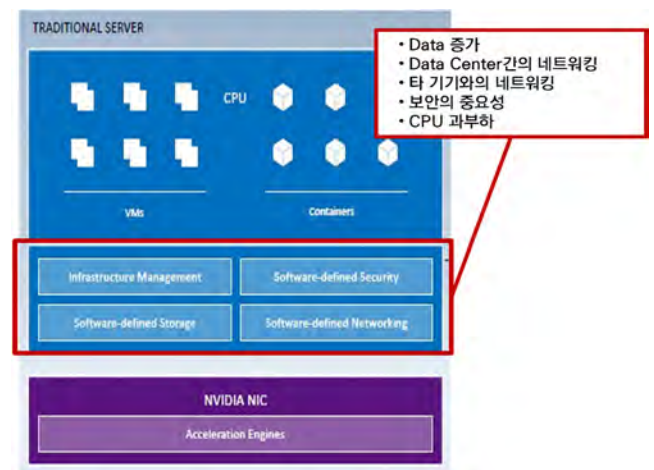 TRADITIONAL SERVER
• Data 증가
• Data Center간의 네트워킹
• 타 기기와의 네트워킹
• 보안의 중요성
• CPU 과부하
CPU
VMs
Containers
Infrastructure Management
Software-defined Security
Software-defined Storage
Software-defined Networking
NVIDIA NIC
Acceleration Engines